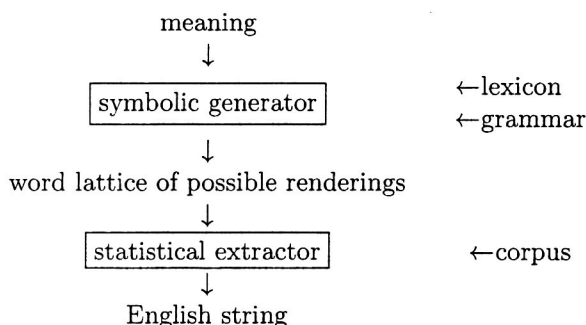 meaning
↓
symbolic generator ←lexicon
←grammar
↓
word lattice of possible renderings
↓
statistical extractor ←corpus
↓
English string